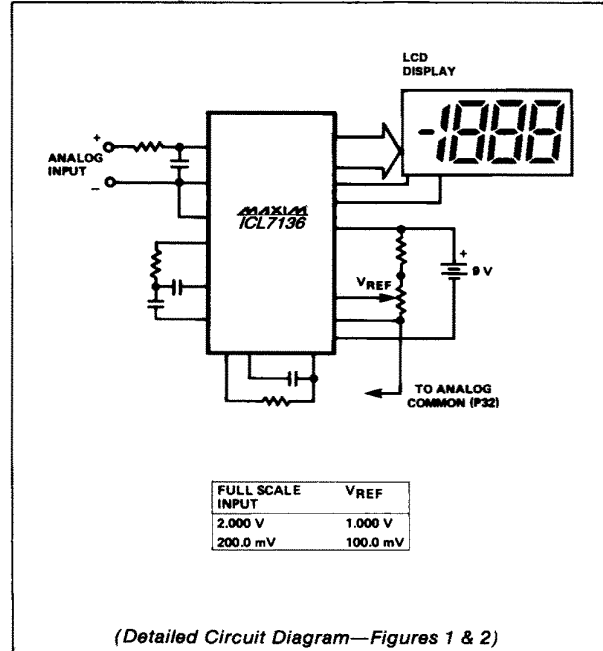 LCD
DISPLAY
-1888
+
ANALOG
INPUT
–
MAXIM
ICL7136
+
9 V
VREF
TO ANALOG
COMMON (P32)
FULL SCALE INPUT VREF
2.000 V 1.000 V
200.0 mV 100.0 mV
(Detailed Circuit Diagram—Figures 1 & 2)